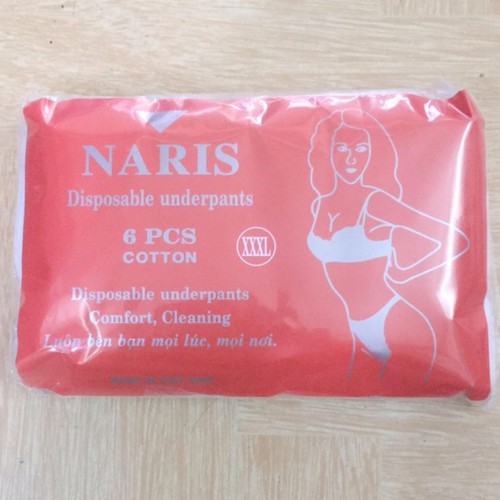 NARIS
Disposable underpants
6 PCS
COTTON
XXXL
Disposable underpants
Comfort, Cleaning
Luôn bên bạn mọi lúc, mọi nơi.